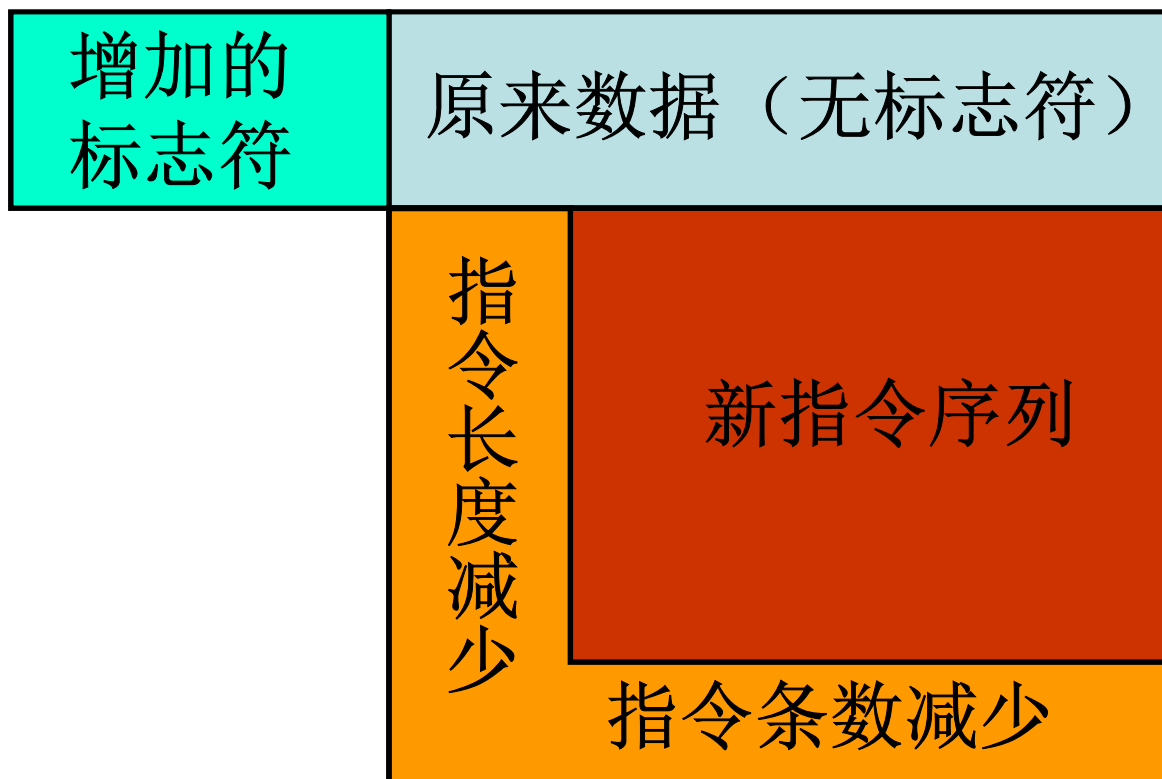 增加的
标志符
原来数据（无标志符）
指令长度减少
新指令序列
指令条数减少